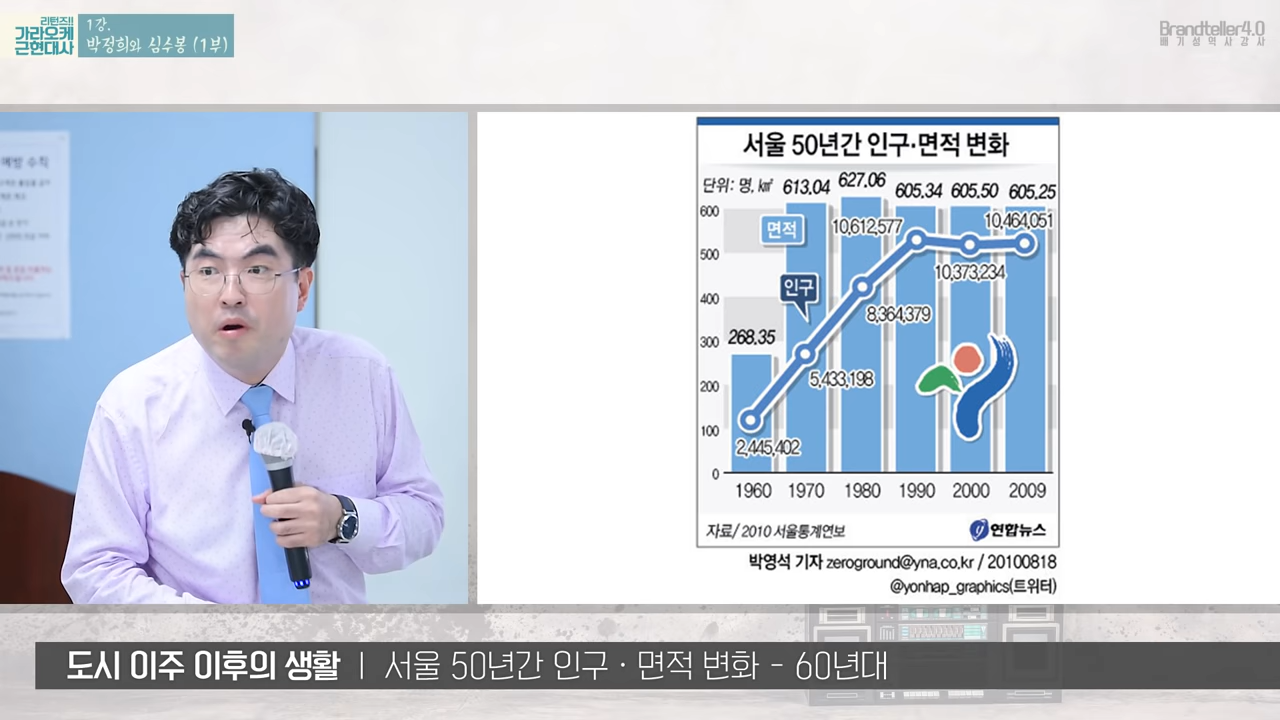 리턴즈!!
가라오케
근현대사
1강.
박정희와 심수봉 (1부)
Brandteller4.0
배기성역사강사
예방 수칙
서울 50년간 인구·면적 변화
단위: 명, ㎢
613.04
627.06
605.34
605.50
605.25
600
면적
10,612,577
10,464,051
500
10,373,234
인구
400
8,364,379
268.35
300
5,433,198
200
100
2,445,402
0
1960
1970
1980
1990
2000
2009
자료/ 2010 서울통계연보
연합뉴스
박영석 기자 zeroground@yna.co.kr / 20100818
@yonhap_graphics(트위터)
도시 이주 이후의 생활 ㅣ 서울 50년간 인구 · 면적 변화 - 60년대